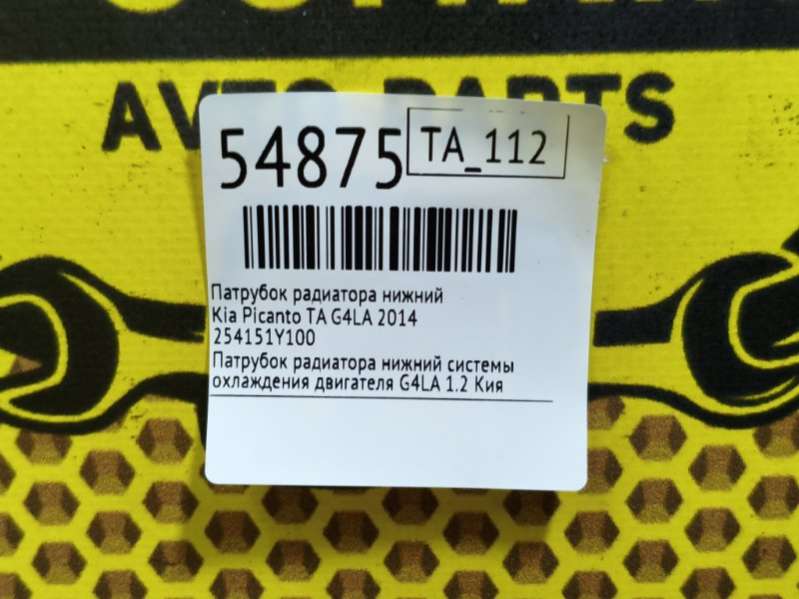 AVTO PARTS
54875
TA_112
Патрубок радиатора нижний
Kia Picanto TA G4LA 2014
254151Y100
Патрубок радиатора нижний системы
охлаждения двигателя G4LA 1.2 Киа